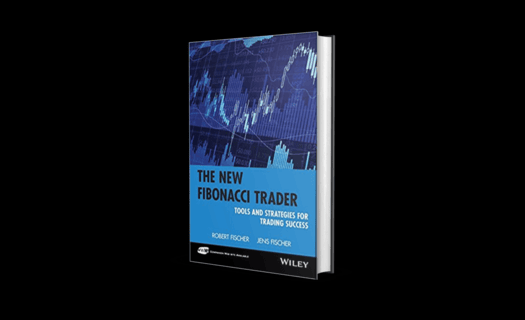 THE NEW
FIBONACCI TRADER
TOOLS AND STRATEGIES FOR
TRADING SUCCESS
ROBERT FISCHER JENS FISCHER
WILEY